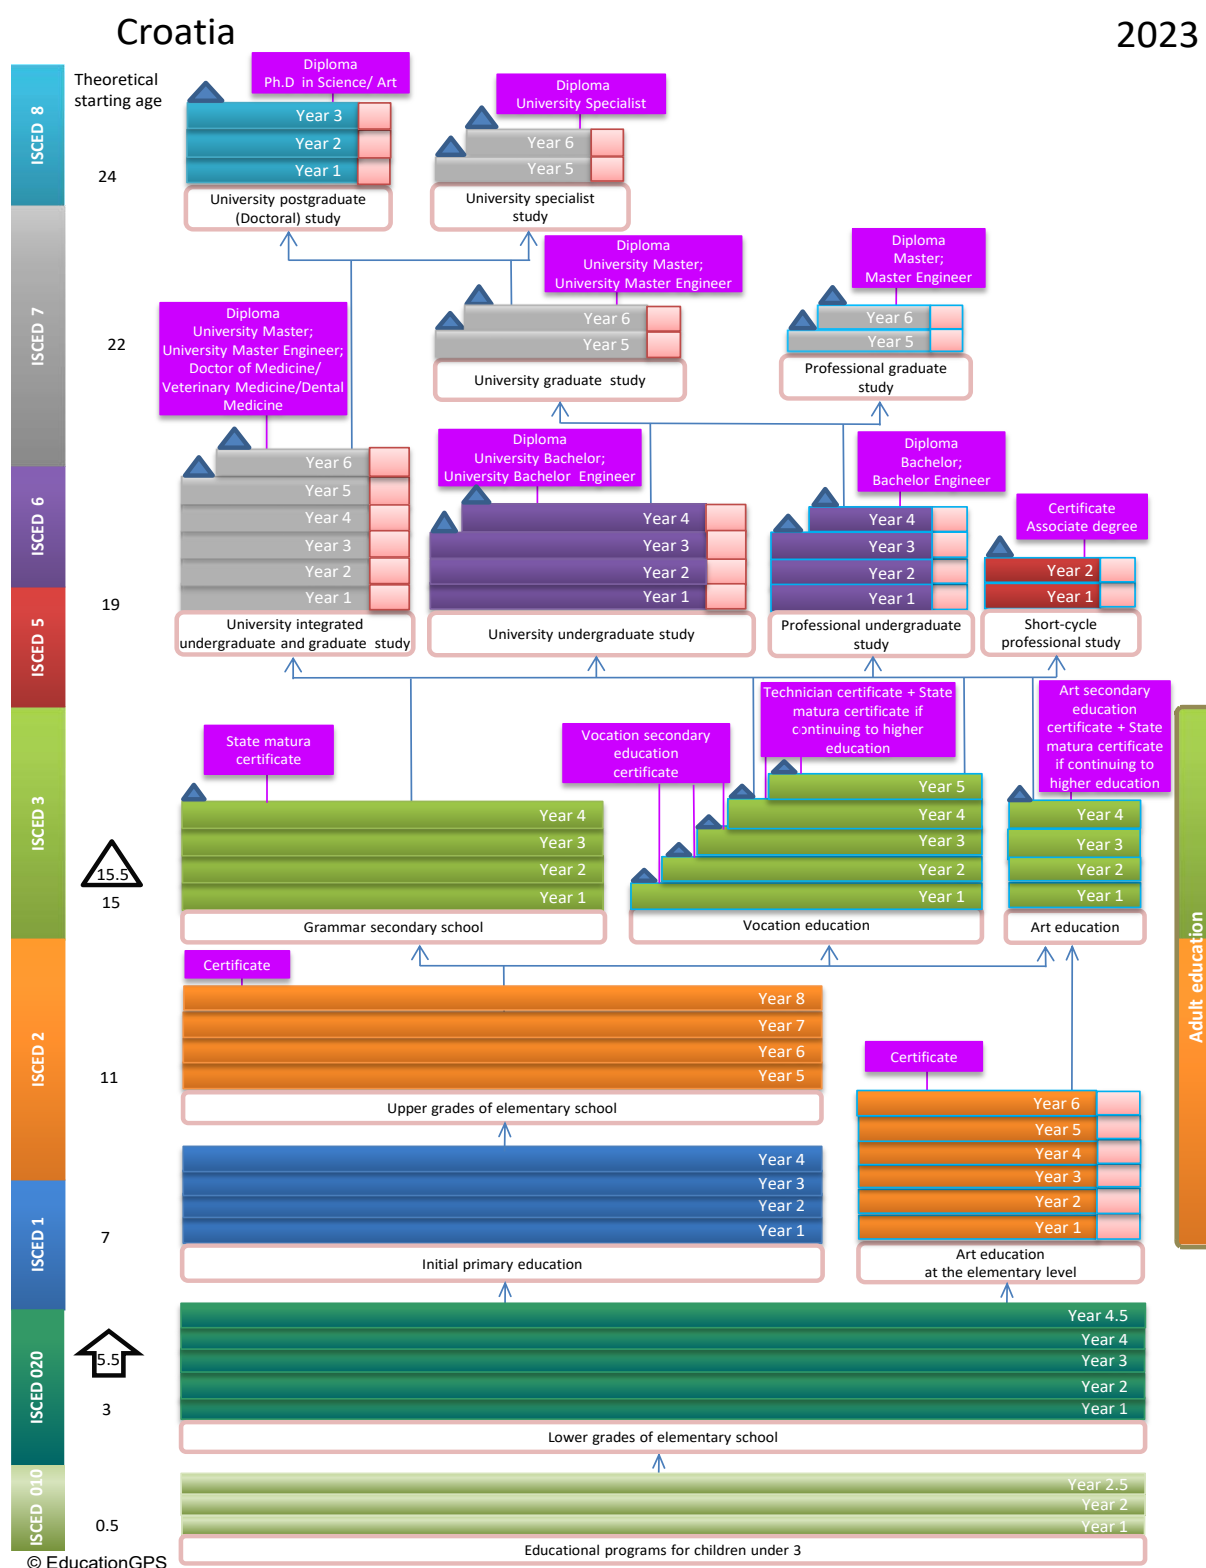 Croatia
2023
Theoretical
starting age
ISCED 8
24
Diploma
Ph.D in Science/ Art
Year 3
Year 2
Year 1
University postgraduate
(Doctoral) study
Diploma
University Specialist
Year 6
Year 5
University specialist
study
ISCED 7
22
Diploma
University Master;
University Master Engineer;
Doctor of Medicine/
Veterinary Medicine/Dental
Medicine
Diploma
University Master;
University Master Engineer
Year 6
Year 5
University graduate study
Diploma
Master;
Master Engineer
Year 6
Year 5
Professional graduate
study
ISCED 6
ISCED 5
19
Year 6
Year 5
Year 4
Year 3
Year 2
Year 1
University integrated
undergraduate and graduate study
Diploma
University Bachelor;
University Bachelor Engineer
Year 4
Year 3
Year 2
Year 1
University undergraduate study
Diploma
Bachelor;
Bachelor Engineer
Year 4
Year 3
Year 2
Year 1
Professional undergraduate
study
Certificate
Associate degree
Year 2
Year 1
Short-cycle
professional study
ISCED 3
15.5
15
State matura
certificate
Year 4
Year 3
Year 2
Year 1
Grammar secondary school
Vocation secondary
education
certificate
Technician certificate + State
matura certificate if
continuing to higher
education
Year 5
Year 4
Year 3
Year 2
Year 1
Vocation education
Art secondary
education
certificate + State
matura certificate
if continuing to
higher education
Year 4
Year 3
Year 2
Year 1
Art education
Adult education
ISCED 2
11
Certificate
Year 8
Year 7
Year 6
Year 5
Upper grades of elementary school
Certificate
Year 6
Year 5
Year 4
Year 3
Year 2
Year 1
Art education
at the elementary level
ISCED 1
7
Year 4
Year 3
Year 2
Year 1
Initial primary education
ISCED 020
5.5
3
Year 4.5
Year 4
Year 3
Year 2
Year 1
Lower grades of elementary school
ISCED 010
0.5
Year 2.5
Year 2
Year 1
Educational programs for children under 3
© EducationGPS